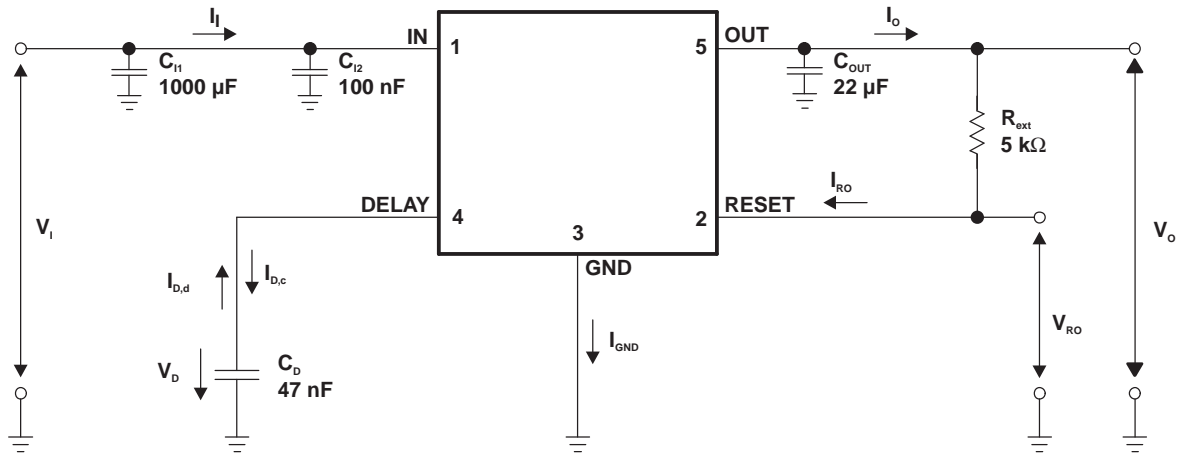 I_I
I_o
IN
1
5
OUT
C_I1
1000 µF
C_I2
100 nF
C_OUT
22 µF
R_ext
5 kΩ
I_RO
DELAY
4
2
RESET
3
GND
V_I
V_o
I_D,d
I_D,c
I_GND
V_RO
V_D
C_D
47 nF